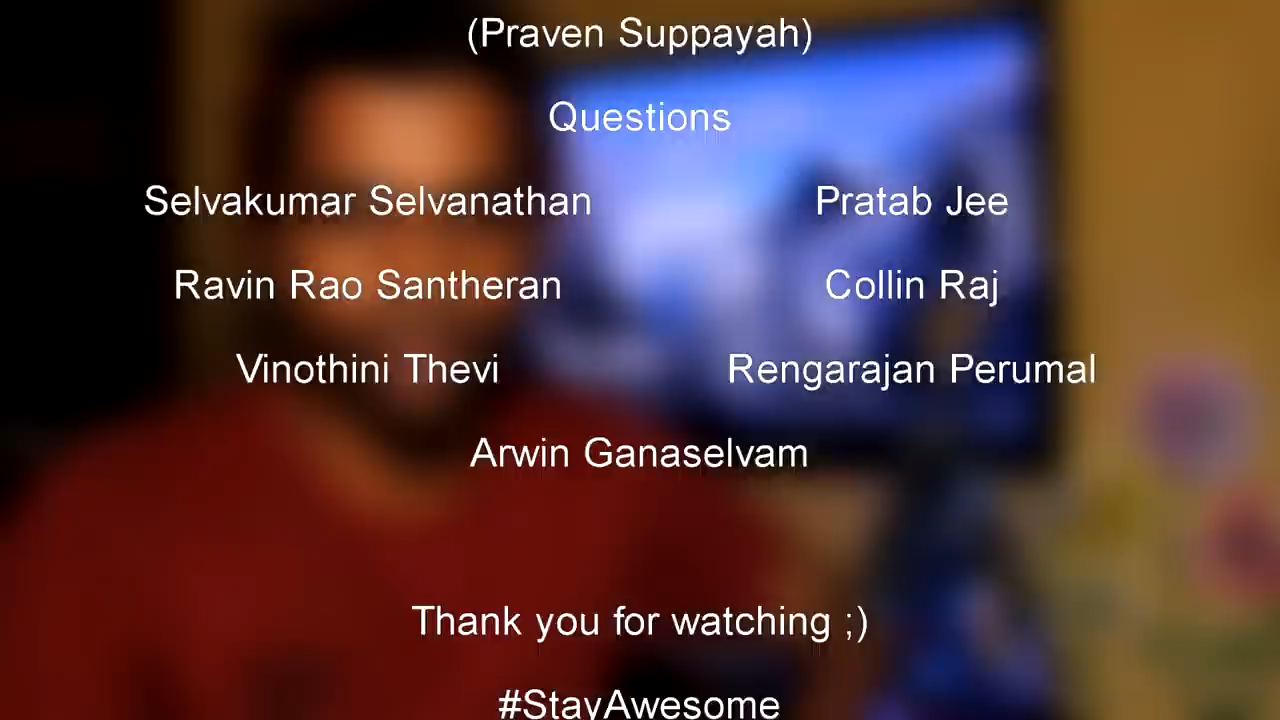 (Praven Suppayah)
Questions
Selvakumar Selvanathan Pratab Jee
Ravin Rao Santheran Collin Raj
Vinothini Thevi Rengarajan Perumal
Arwin Ganaselvam
Thank you for watching ;)
#StayAwesome